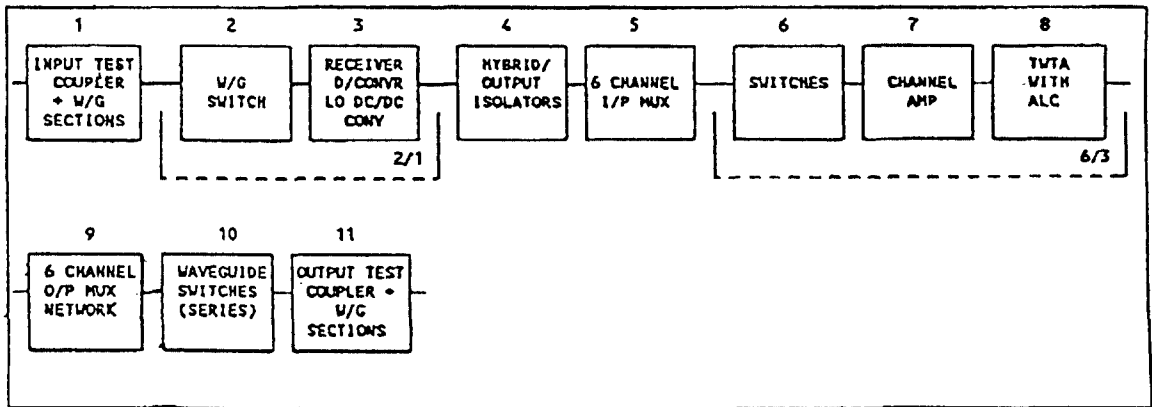 1 2 3 4 5 6 7 8
INPUT TEST
COUPLER
+ W/G
SECTIONS
W/G
SWITCH
RECEIVER
D/CONVR
LO DC/DC
CONV
HYBRID/
OUTPUT
ISOLATORS
6 CHANNEL
I/P MUX
SWITCHES
CHANNEL
AMP
TWTA
WITH
ALC
2/1
6/3
9 10 11
6 CHANNEL
O/P MUX
NETWORK
WAVEGUIDE
SWITCHES
(SERIES)
OUTPUT TEST
COUPLER +
W/G
SECTIONS